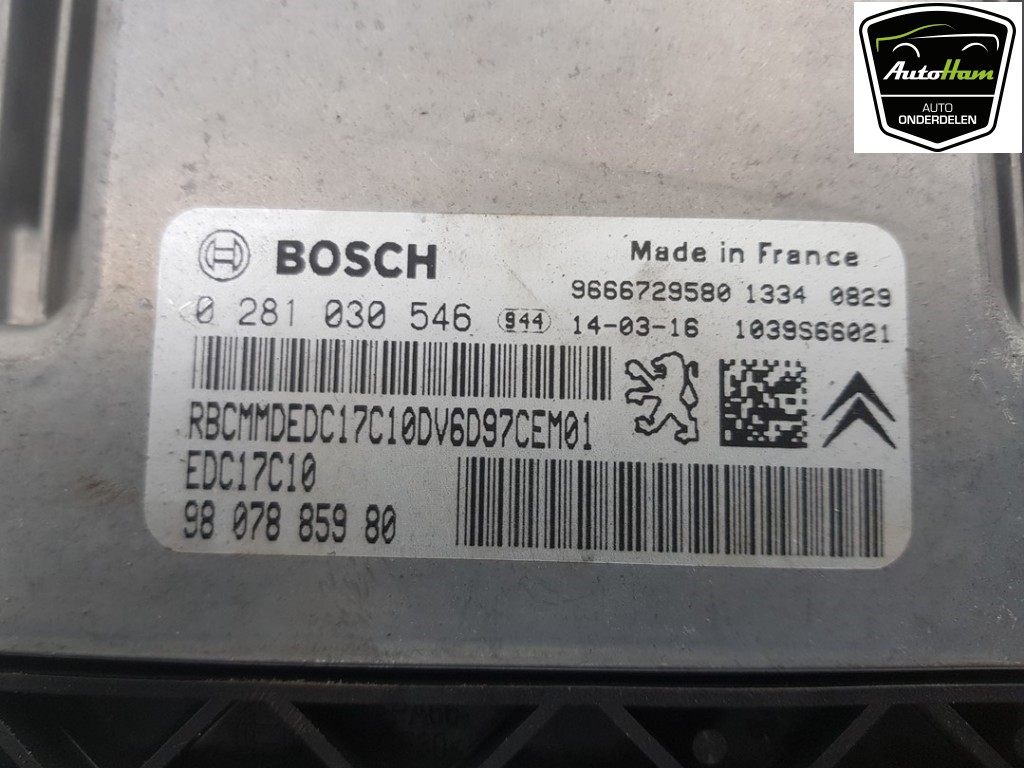 AutoHam
AUTO
ONDERDELEN
BOSCH
Made in France
9666729580 1334 0829
0 281 030 546 944 14-03-16 1039S66021
RBCMMDEDC17C10DV6D97CEM01
EDC17C10
98 078 859 80